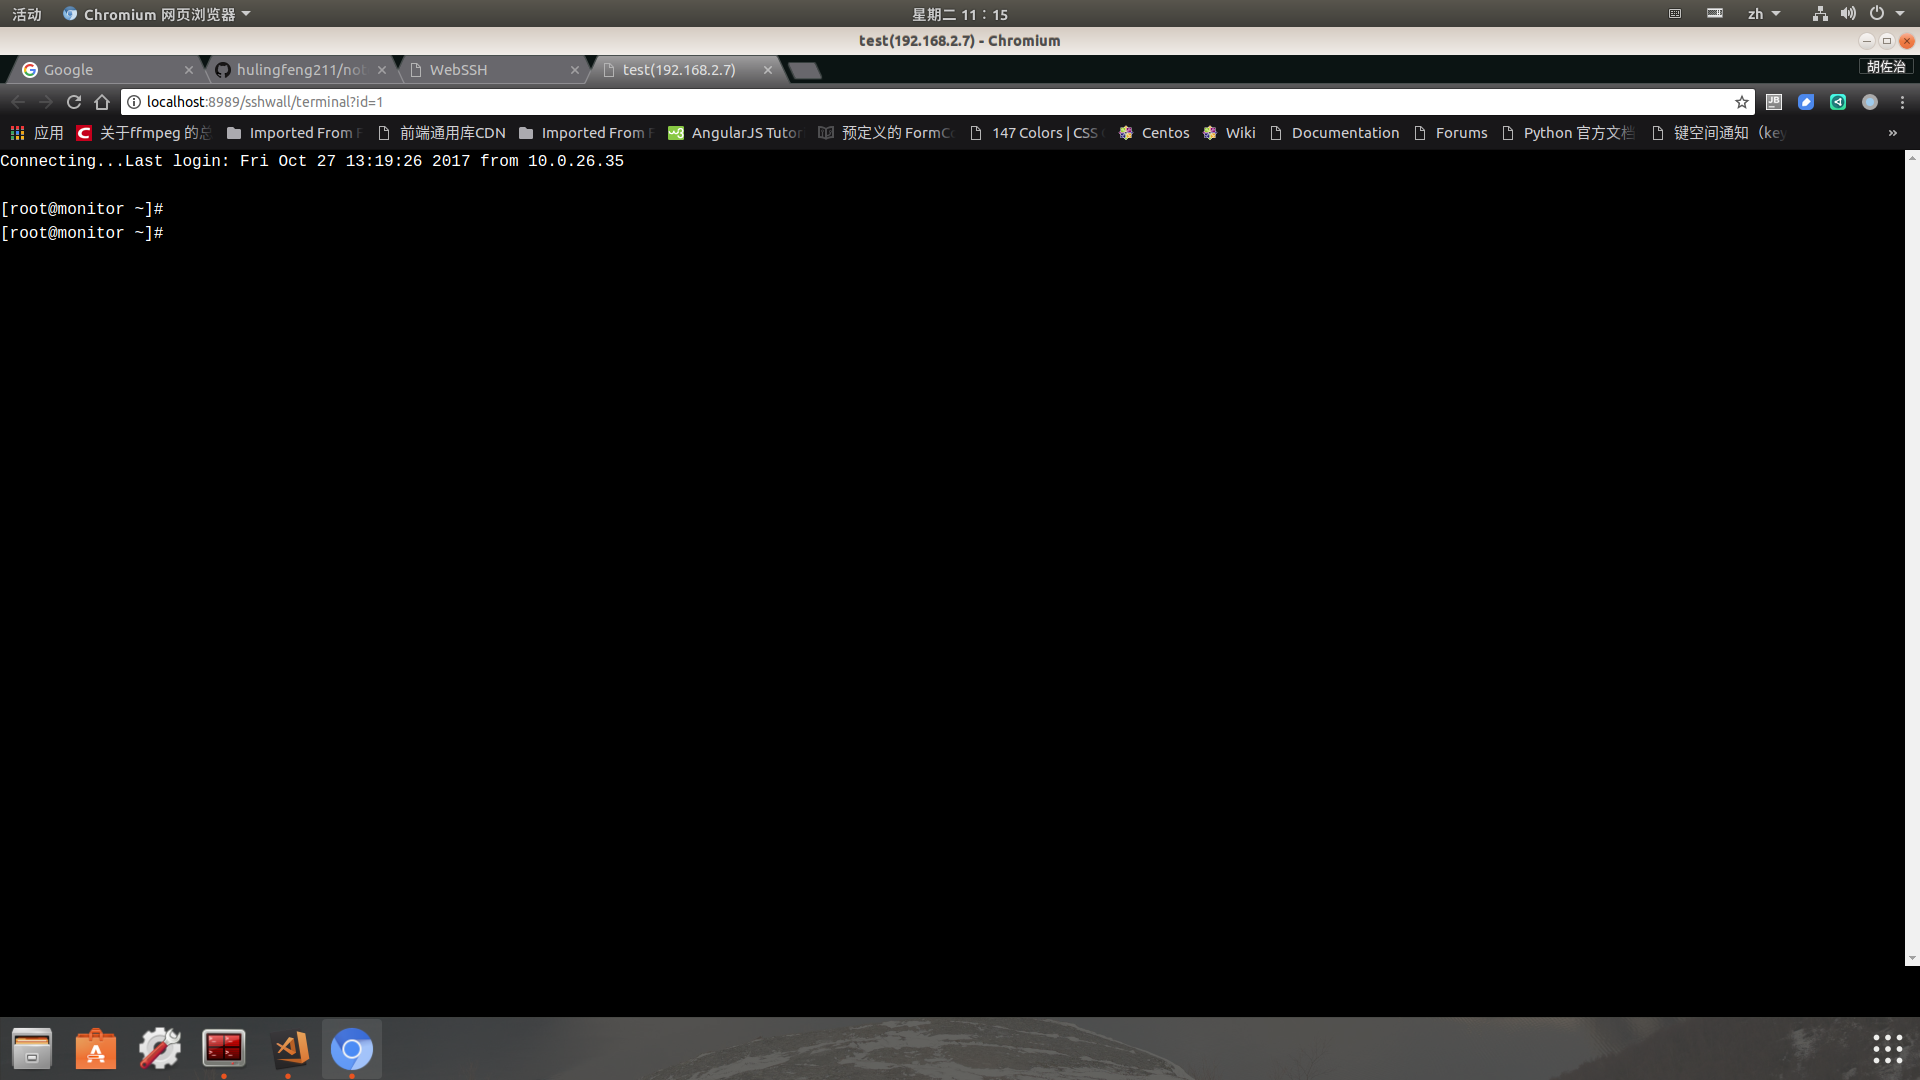 活动 Chromium 网页浏览器 星期二 11：15 zh
test(192.168.2.7) - Chromium
Google hulingfeng211/not WebSSH test(192.168.2.7) 胡佐治
localhost:8989/sshwall/terminal?id=1
应用 关于ffmpeg 的总 Imported From F 前端通用库CDN Imported From F AngularJS Tutor 预定义的 FormCo 147 Colors | CSS Centos Wiki Documentation Forums Python 官方文档 键空间通知（key »
Connecting...Last login: Fri Oct 27 13:19:26 2017 from 10.0.26.35
[root@monitor ~]#
[root@monitor ~]#